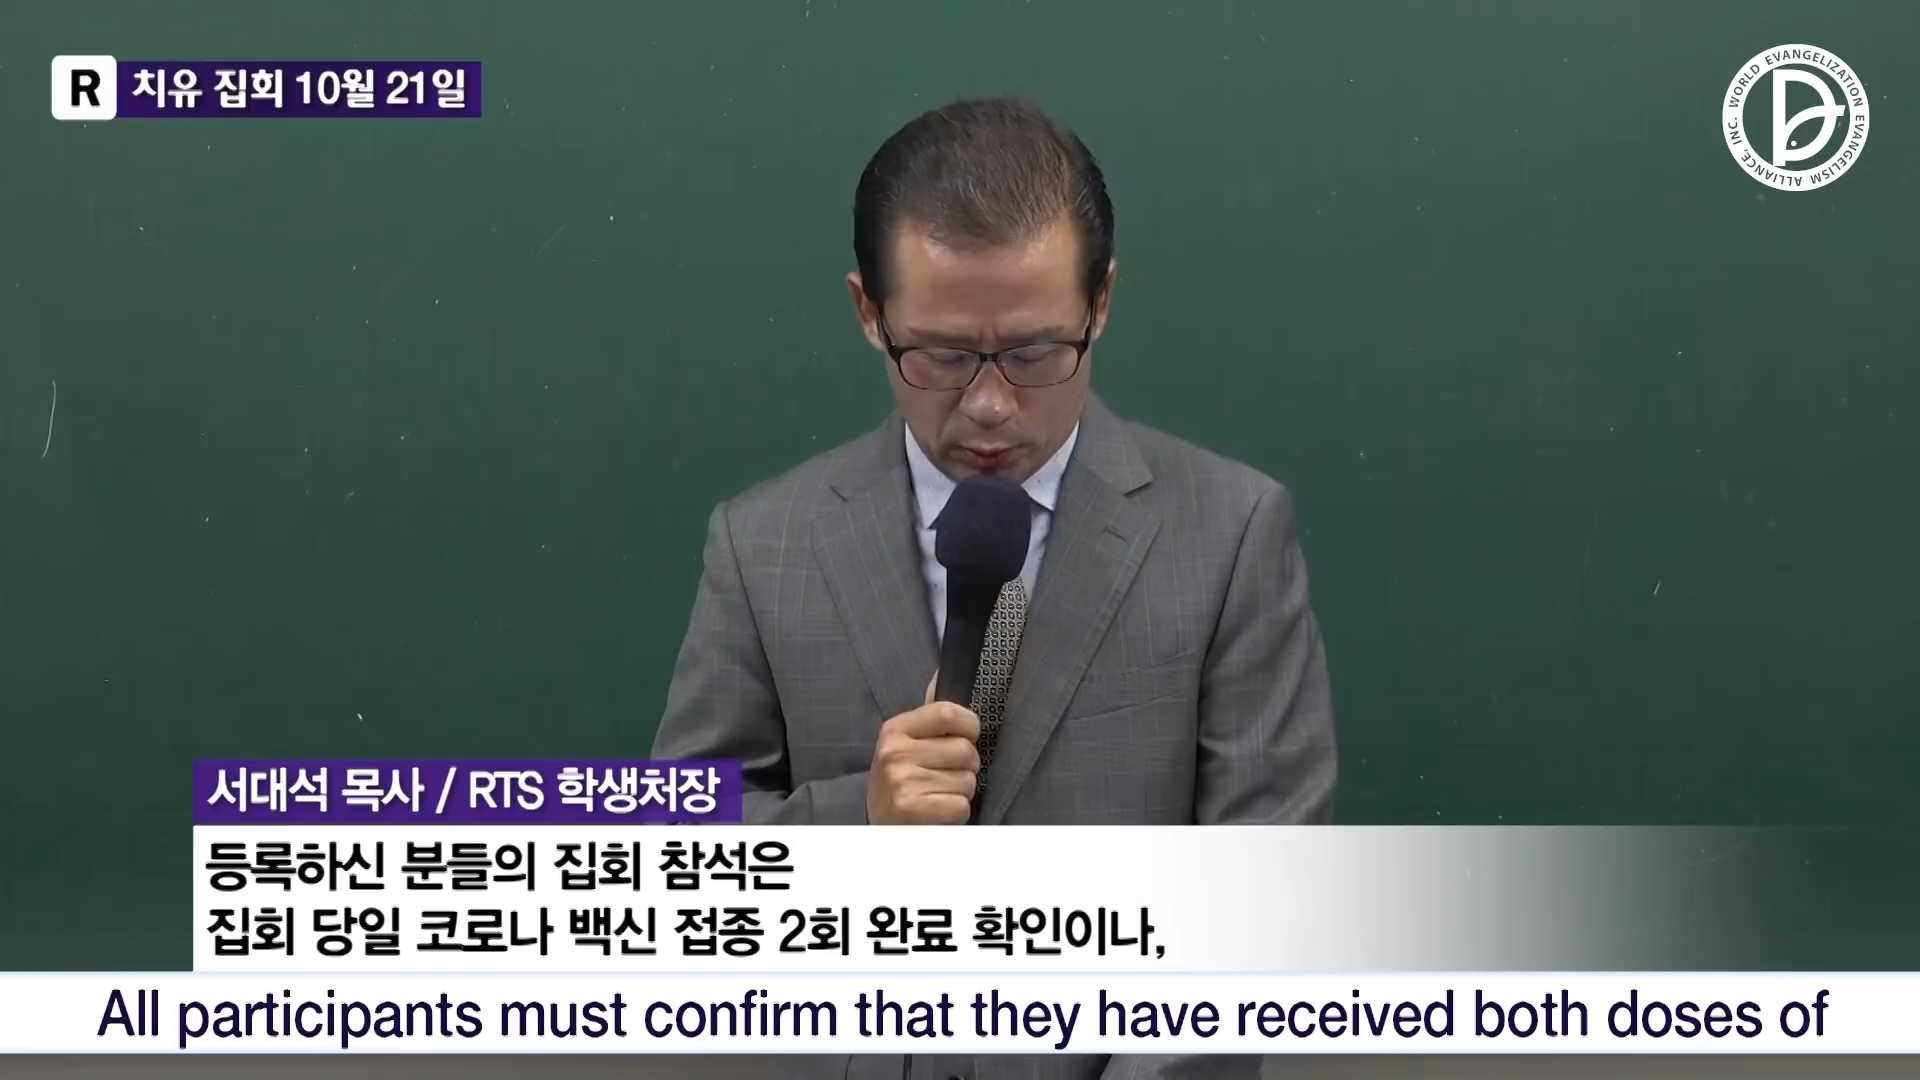 R 치유 집회 10월 21일
WORLD EVANGELIZATION EVANGELISM ALLIANCE, INC.
서대석 목사 / RTS 학생처장
등록하신 분들의 집회 참석은
집회 당일 코로나 백신 접종 2회 완료 확인이나,
All participants must confirm that they have received both doses of